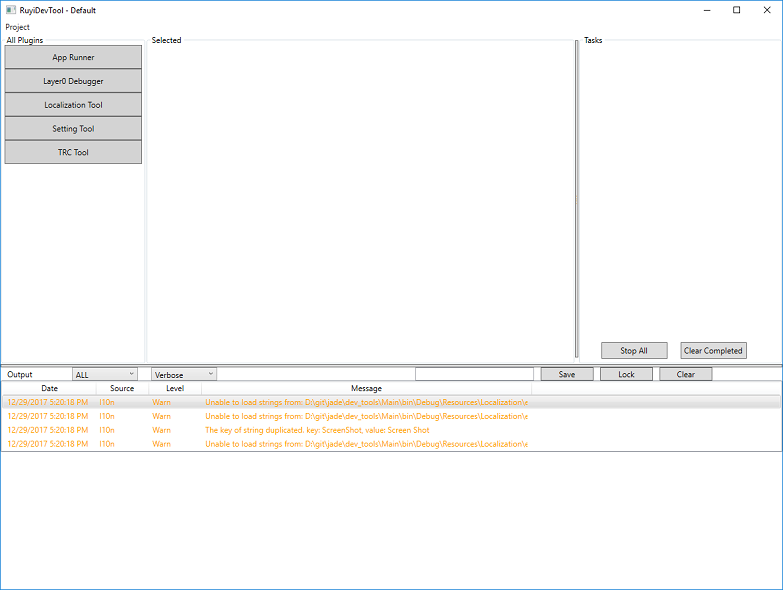 RuyiDevTool - Default
Project
All Plugins
Selected
Tasks
App Runner
Layer0 Debugger
Localization Tool
Setting Tool
TRC Tool
Stop All
Clear Completed
Output
ALL
Verbose
Save
Lock
Clear
Date Source Level Message
12/29/2017 5:20:18 PM l10n Warn Unable to load strings from: D:\git\jade\dev_tools\Main\bin\Debug\Resources\Localization\e
12/29/2017 5:20:18 PM l10n Warn Unable to load strings from: D:\git\jade\dev_tools\Main\bin\Debug\Resources\Localization\e
12/29/2017 5:20:18 PM l10n Warn The key of string duplicated. key: ScreenShot, value: Screen Shot
12/29/2017 5:20:18 PM l10n Warn Unable to load strings from: D:\git\jade\dev_tools\Main\bin\Debug\Resources\Localization\e